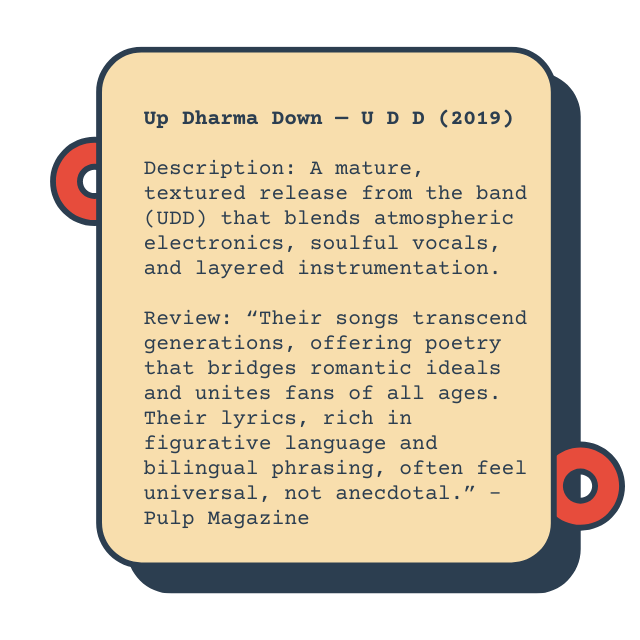 Up Dharma Down — U D D (2019)
Description: A mature,
textured release from the band
(UDD) that blends atmospheric
electronics, soulful vocals,
and layered instrumentation.
Review: “Their songs transcend
generations, offering poetry
that bridges romantic ideals
and unites fans of all ages.
Their lyrics, rich in
figurative language and
bilingual phrasing, often feel
universal, not anecdotal.” –
Pulp Magazine